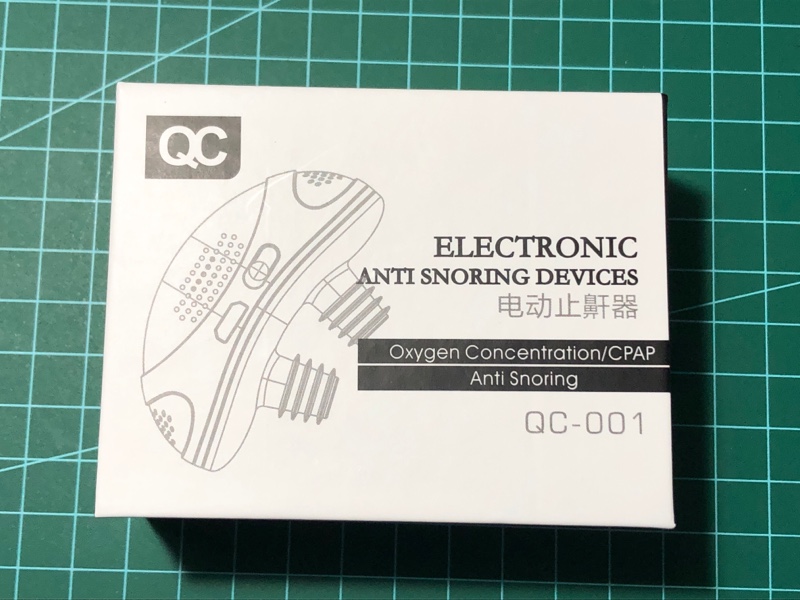 QC
ELECTRONIC
ANTI SNORING DEVICES
电动止鼾器
Oxygen Concentration/CPAP
Anti Snoring
QC-001